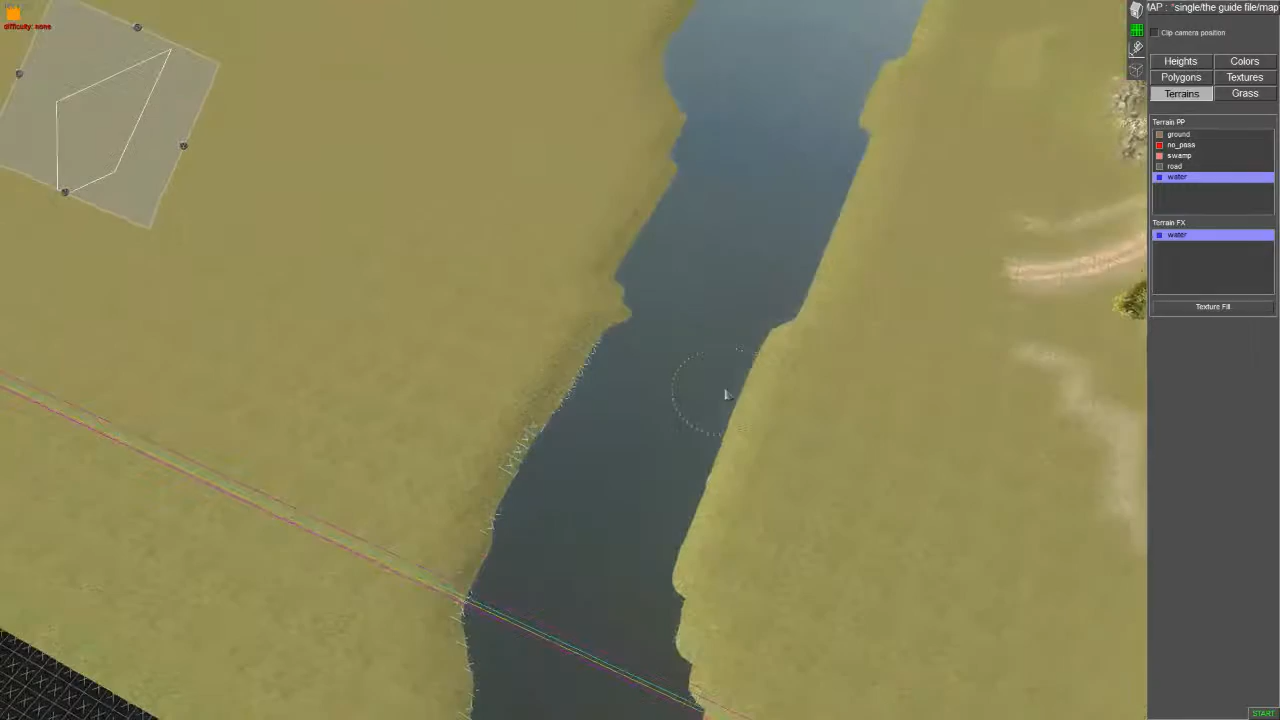 difficulty: none
MAP : "single/the guide file/map
Clip camera position
Heights
Colors
Polygons
Textures
Terrains
Grass
Terrain PP
ground
no_pass
swamp
road
water
Terrain FX
water
Texture Fill
START